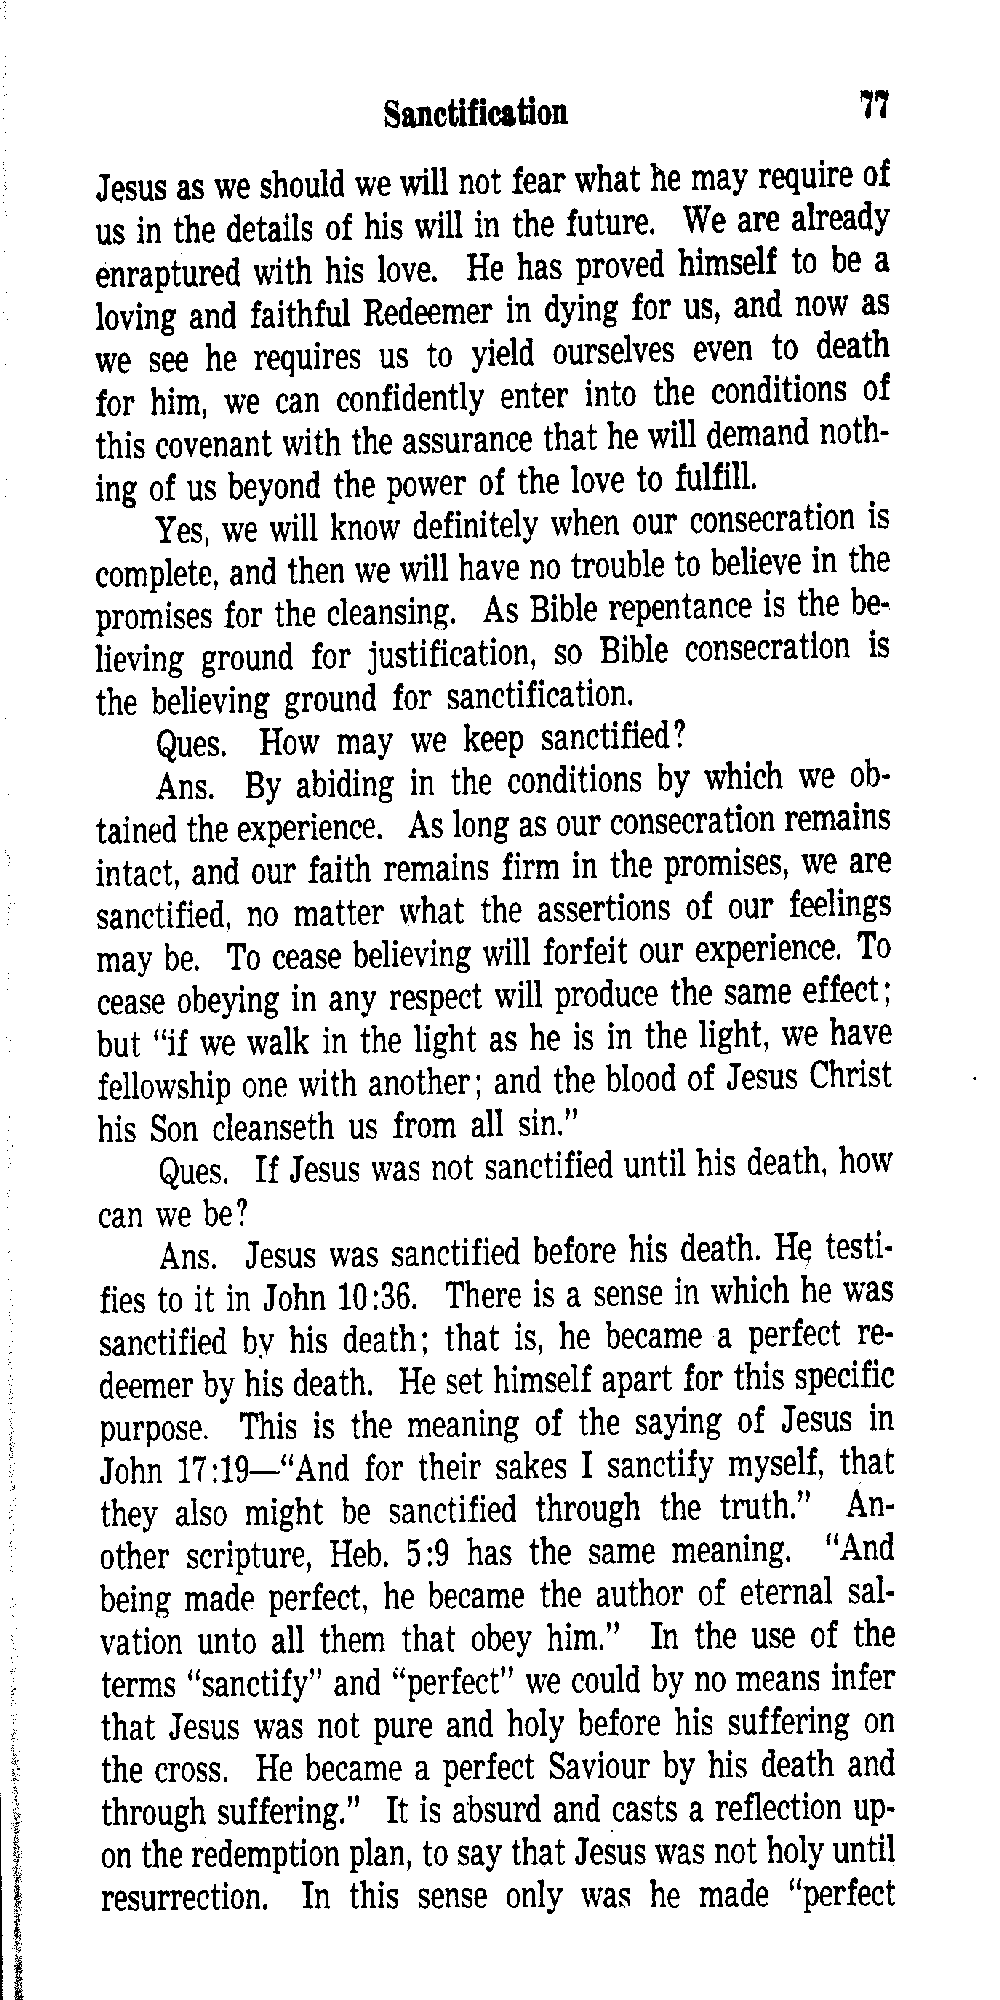 Sanctification 77
Jesus as we should we will not fear what he may require of
us in the details of his will in the future. We are already
enraptured with his love. He has proved himself to be a
loving and faithful Redeemer in dying for us, and now as
we see he requires us to yield ourselves even to death
for him, we can confidently enter into the conditions of
this covenant with the assurance that he will demand noth-
ing of us beyond the power of the love to fulfill.
Yes, we will know definitely when our consecration is
complete, and then we will have no trouble to believe in the
promises for the cleansing. As Bible repentance is the be-
lieving ground for justification, so Bible consecration is
the believing ground for sanctification.
Ques. How may we keep sanctified?
Ans. By abiding in the conditions by which we ob-
tained the experience. As long as our consecration remains
intact, and our faith remains firm in the promises, we are
sanctified, no matter what the assertions of our feelings
may be. To cease believing will forfeit our experience. To
cease obeying in any respect will produce the same effect;
but "if we walk in the light as he is in the light, we have
fellowship one with another; and the blood of Jesus Christ
his Son cleanseth us from all sin."
Ques. If Jesus was not sanctified until his death, how
can we be?
Ans. Jesus was sanctified before his death. He testi-
fies to it in John 10:36. There is a sense in which he was
sanctified by his death; that is, he became a perfect re-
deemer by his death. He set himself apart for this specific
purpose. This is the meaning of the saying of Jesus in
John 17:19—"And for their sakes I sanctify myself, that
they also might be sanctified through the truth." An-
other scripture, Heb. 5:9 has the same meaning. "And
being made perfect, he became the author of eternal sal-
vation unto all them that obey him." In the use of the
terms "sanctify" and "perfect" we could by no means infer
that Jesus was not pure and holy before his suffering on
the cross. He became a perfect Saviour by his death and
through suffering." It is absurd and casts a reflection up-
on the redemption plan, to say that Jesus was not holy until
resurrection. In this sense only was he made "perfect